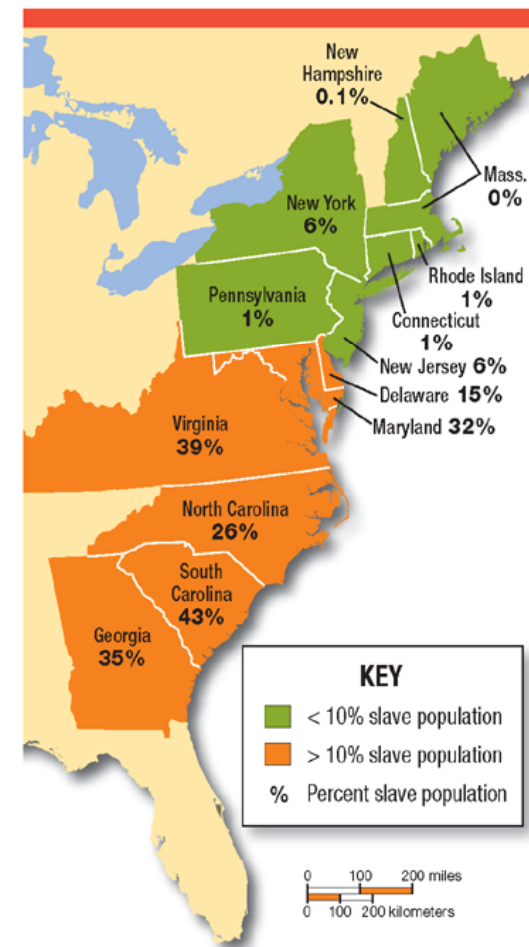 New
Hampshire
0.1%
Mass.
0%
New York
6%
Rhode Island
1%
Pennsylvania
1%
Connecticut
1%
New Jersey 6%
Delaware 15%
Maryland 32%
Virginia
39%
North Carolina
26%
South
Carolina
43%
Georgia
35%
KEY
< 10% slave population
> 10% slave population
% Percent slave population
0 100 200 miles
0 100 200 kilometers